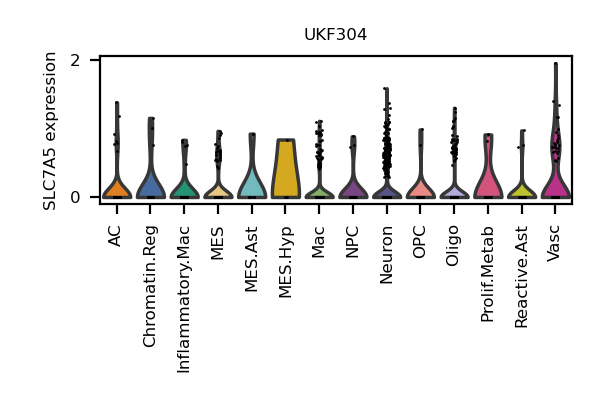 UKF304
SLC7A5 expression
2
0
AC
Chromatin.Reg
Inflammatory.Mac
MES
MES.Ast
MES.Hyp
Mac
NPC
Neuron
OPC
Oligo
Prolif.Metab
Reactive.Ast
Vasc